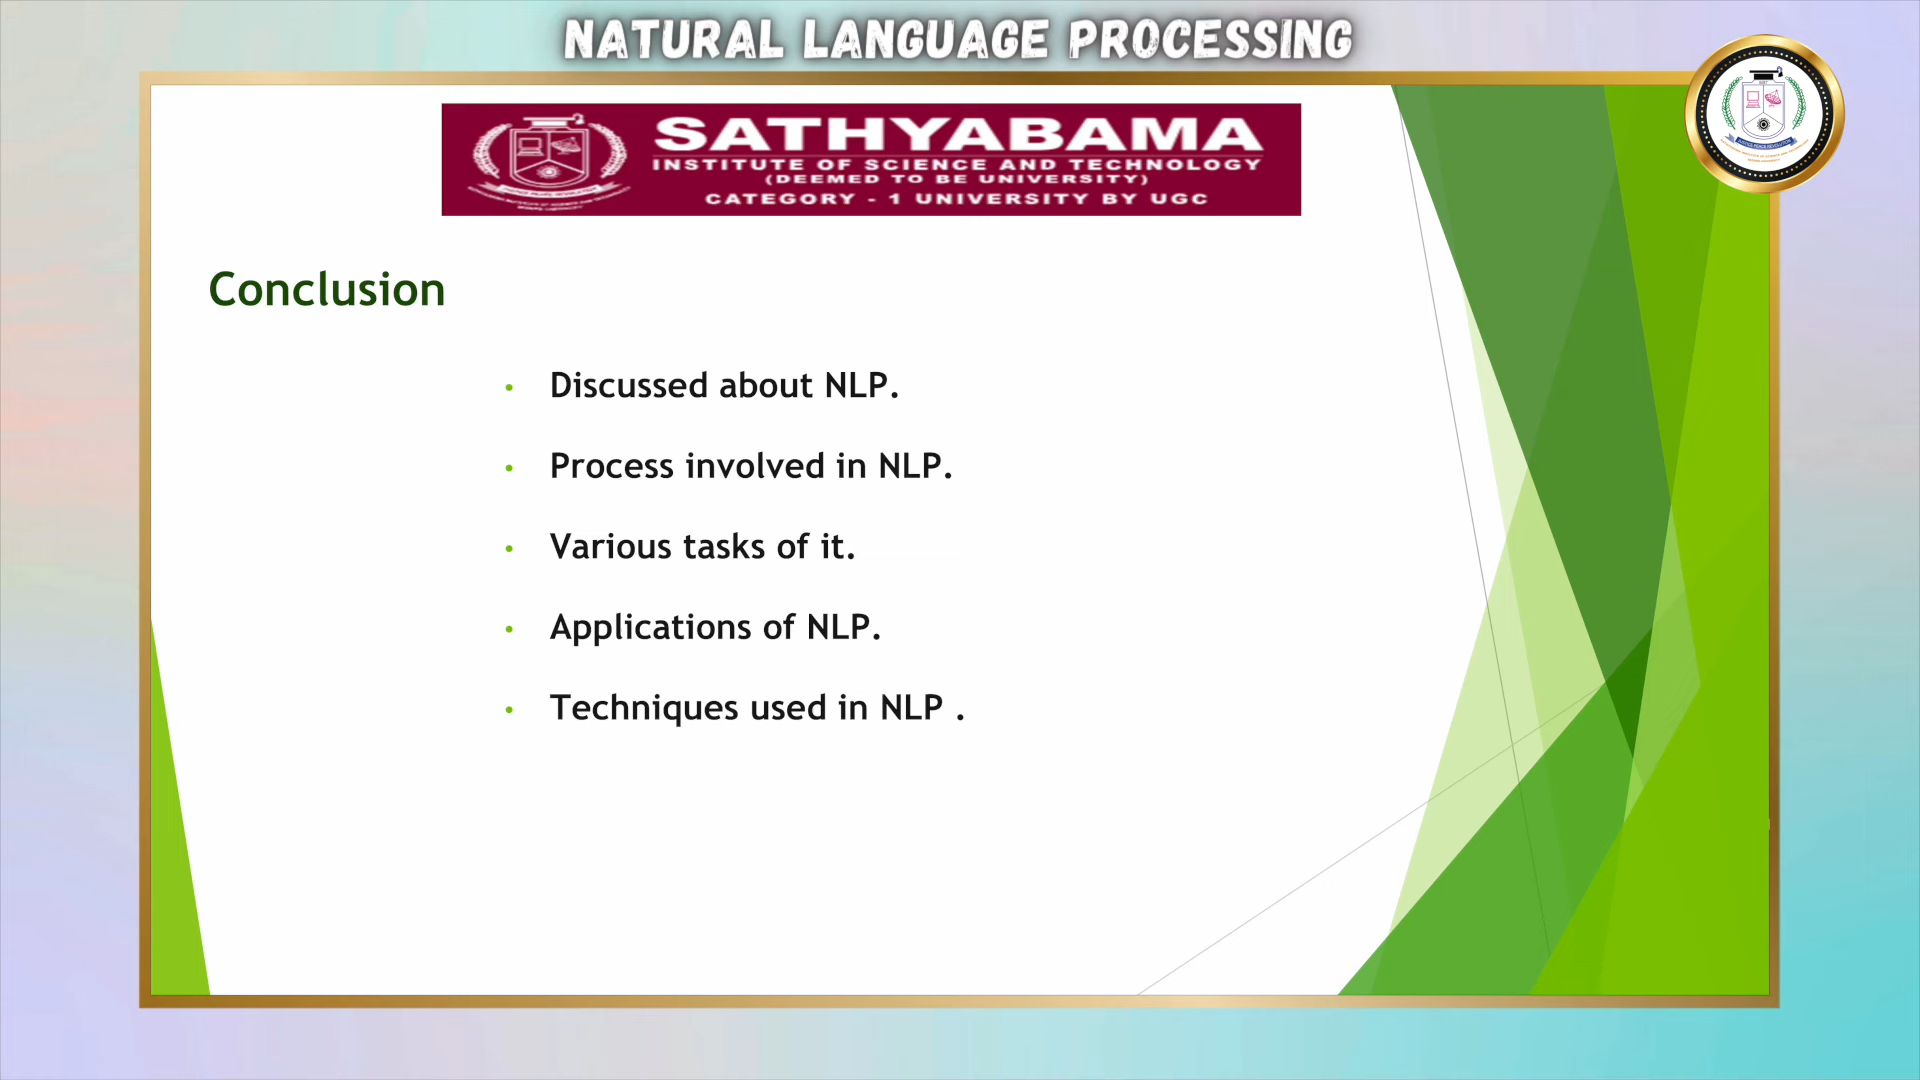 NATURAL LANGUAGE PROCESSING
SATHYABAMA
INSTITUTE OF SCIENCE AND TECHNOLOGY
(DEEMED TO BE UNIVERSITY)
CATEGORY - 1 UNIVERSITY BY UGC
Conclusion
• Discussed about NLP.
• Process involved in NLP.
• Various tasks of it.
• Applications of NLP.
• Techniques used in NLP .